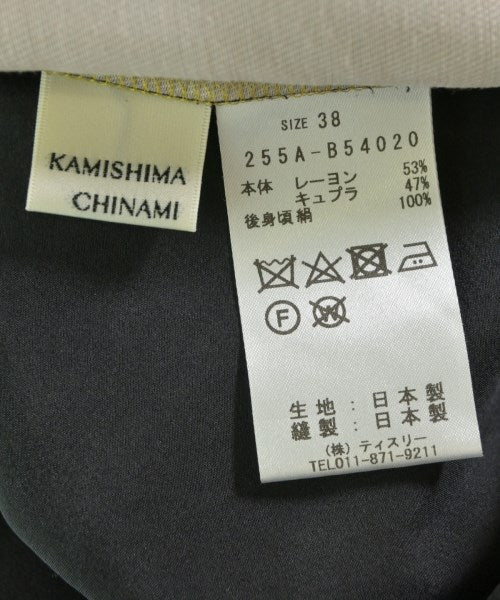 KAMISHIMA
CHINAMI
SIZE 38
255A-B54020
本体 レーヨン 53%
キュプラ 47%
後身頃絹 100%
F W
生地 : 日本製
縫製 : 日本製
(株) ティスリー
TEL011-871-9211